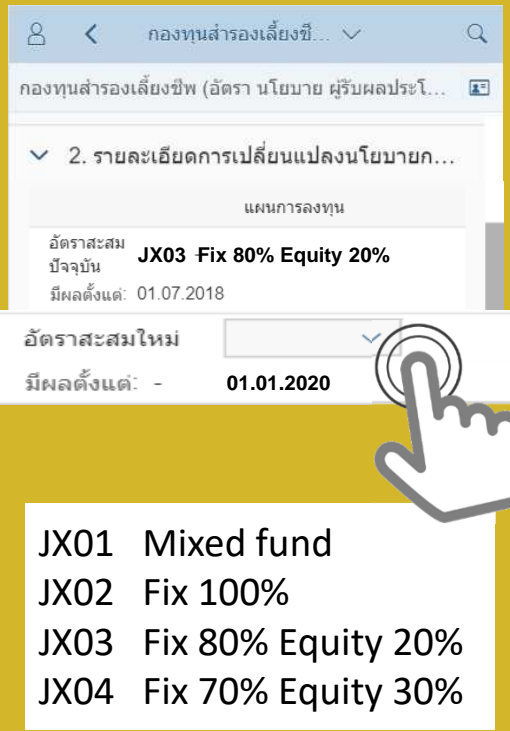 กองทุนสำรองเลี้ยงชี...
กองทุนสำรองเลี้ยงชีพ (อัตรา นโยบาย ผู้รับผลประโ...
2. รายละเอียดการเปลี่ยนแปลงนโยบายก...
แผนการลงทุน
อัตราสะสม
ปัจจุบัน JX03 Fix 80% Equity 20%
มีผลตั้งแต่: 01.07.2018
อัตราสะสมใหม่
มีผลตั้งแต่: - 01.01.2020
JX01 Mixed fund
JX02 Fix 100%
JX03 Fix 80% Equity 20%
JX04 Fix 70% Equity 30%